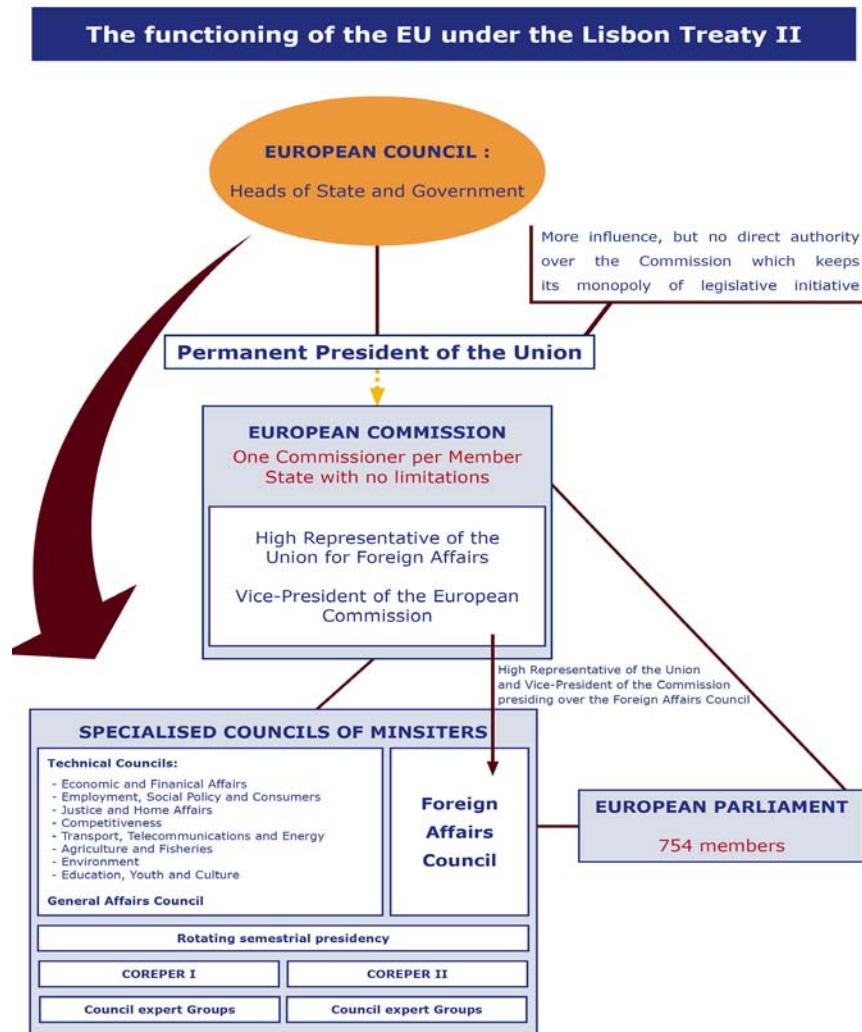 The functioning of the EU under the Lisbon Treaty II
EUROPEAN COUNCIL :
Heads of State and Government
More influence, but no direct authority
over the Commission which keeps
its monopoly of legislative initiative
Permanent President of the Union
EUROPEAN COMMISSION
One Commissioner per Member
State with no limitations
High Representative of the
Union for Foreign Affairs
Vice-President of the European
Commission
High Representative of the Union
and Vice-President of the Commission
presiding over the Foreign Affairs Council
SPECIALISED COUNCILS OF MINSITERS
Technical Councils:
- Economic and Finanical Affairs
- Employment, Social Policy and Consumers
- Justice and Home Affairs
- Competitiveness
- Transport, Telecommunications and Energy
- Agriculture and Fisheries
- Environment
- Education, Youth and Culture
General Affairs Council
Foreign
Affairs
Council
EUROPEAN PARLIAMENT
754 members
Rotating semestrial presidency
COREPER I
COREPER II
Council expert Groups
Council expert Groups